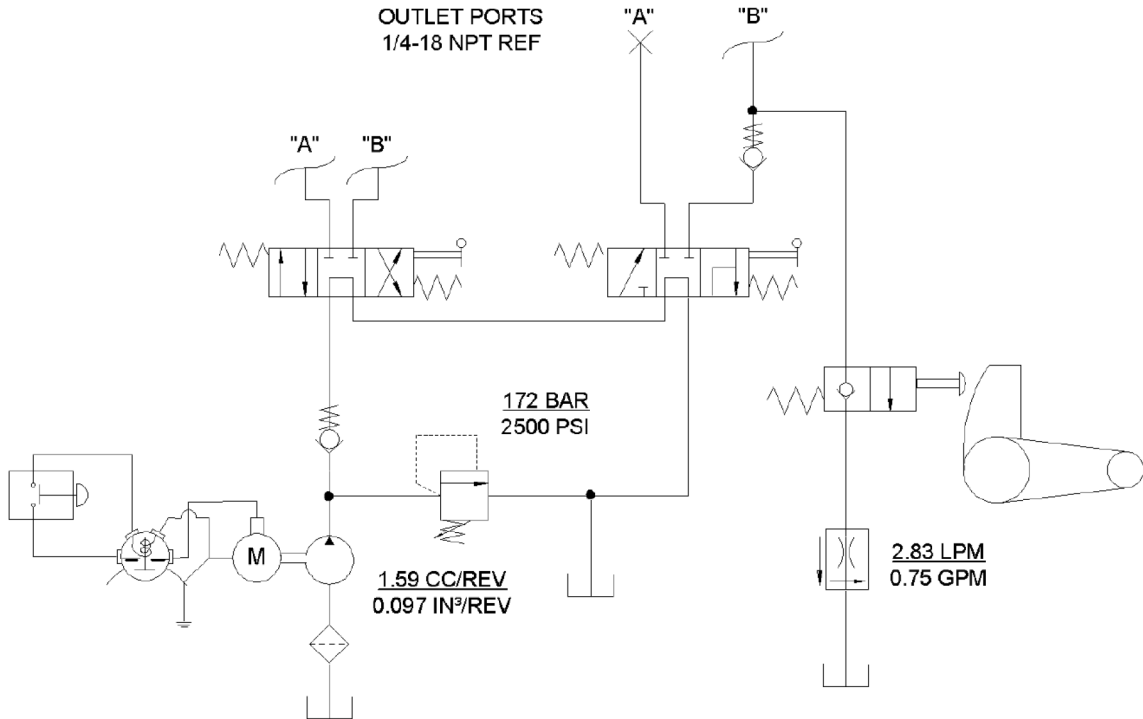 OUTLET PORTS
1/4-18 NPT REF
"A"
"B"
"A"
"B"
172 BAR
2500 PSI
M
1.59 CC/REV
0.097 IN³/REV
2.83 LPM
0.75 GPM